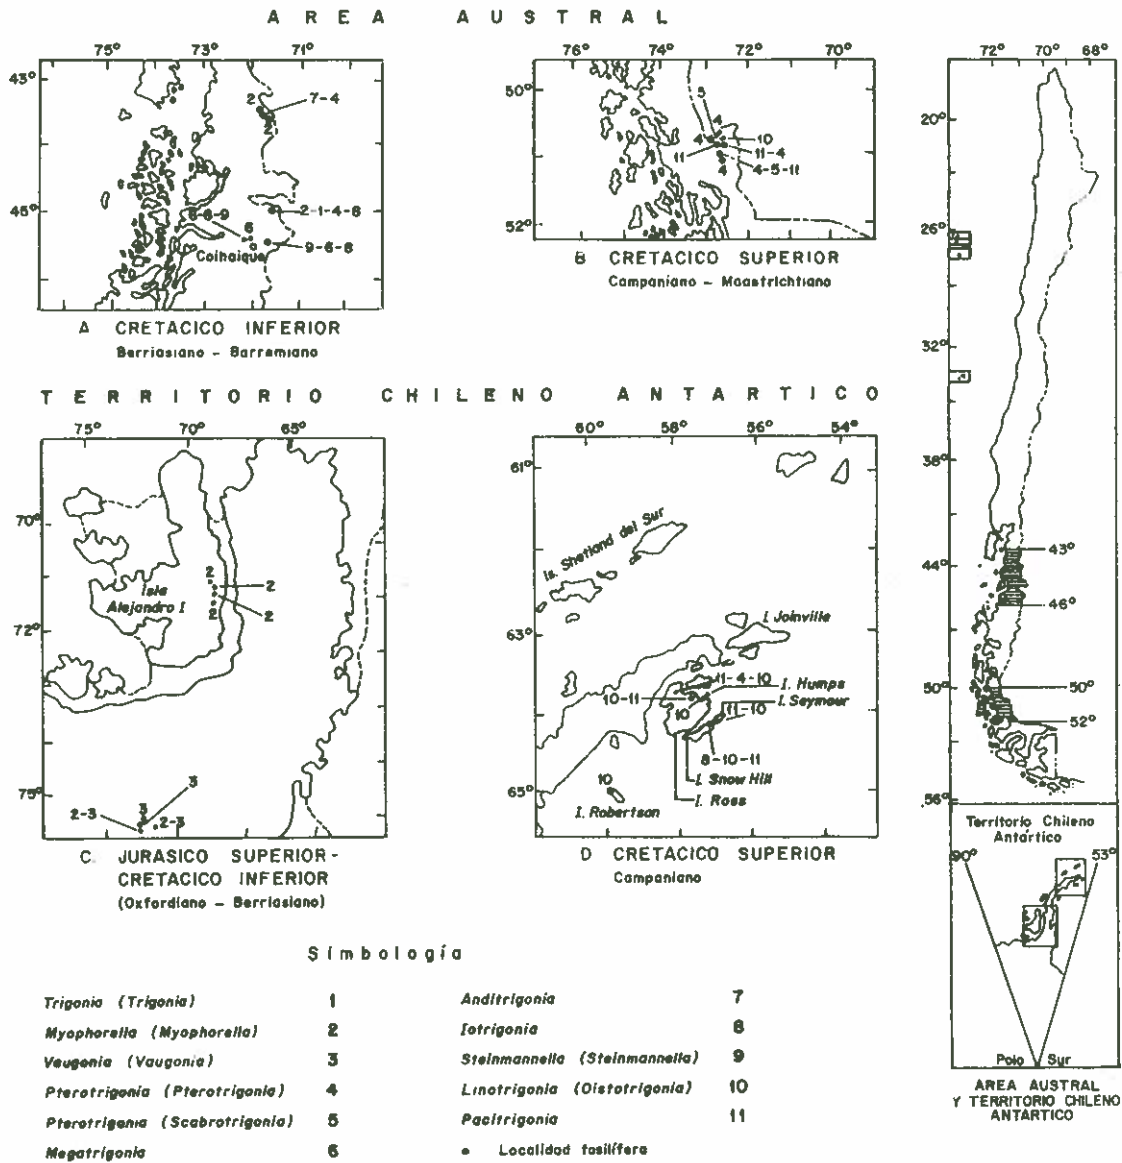 AREA AUSTRAL
75° 73° 71°
43°
45°
2
7-4
2
2-1-4-8
6
9-6-8
Coihaique
A CRETACICO INFERIOR
Berriasiano - Barremiano
76° 74° 72° 70°
50°
52°
5
4
4
10
11
11-4
4
4-5-11
B CRETACICO SUPERIOR
Campaniano - Maastrichtiano
TERRITORIO CHILENO ANTARTICO
75° 70° 65°
70°
72°
75°
2
2
2
2
Isla
Alejandro I
3
2-3
3
2-3
C. JURASICO SUPERIOR-
CRETACICO INFERIOR
(Oxfordiano - Berriasiano)
60° 58° 56° 54°
61°
63°
65°
Is. Shetland del Sur
I. Joinville
11-4-10
I. Humps
10-11
I. Seymour
10
11-10
8-10-11
I. Snow Hill
I. Ross
10
I. Robertson
D CRETACICO SUPERIOR
Campaniano
72° 70° 68°
20°
26°
32°
38°
43°
44°
46°
50°
50°
52°
56°
Territorio Chileno
Antártico
90°
53°
Polo Sur
AREA AUSTRAL
Y TERRITORIO CHILENO
ANTARTICO
Simbología
Trigonia (Trigonia) 1
Myophorella (Myophorella) 2
Vaugonia (Vaugonia) 3
Pterotrigonia (Pterotrigonia) 4
Pterotrigonia (Scabrotrigonia) 5
Megatrigonia 6
Anditrigonia 7
Iotrigonia 8
Steinmannella (Steinmannella) 9
Linotrigonia (Oistotrigonia) 10
Pacitrigonia 11
• Localidad fosilífera